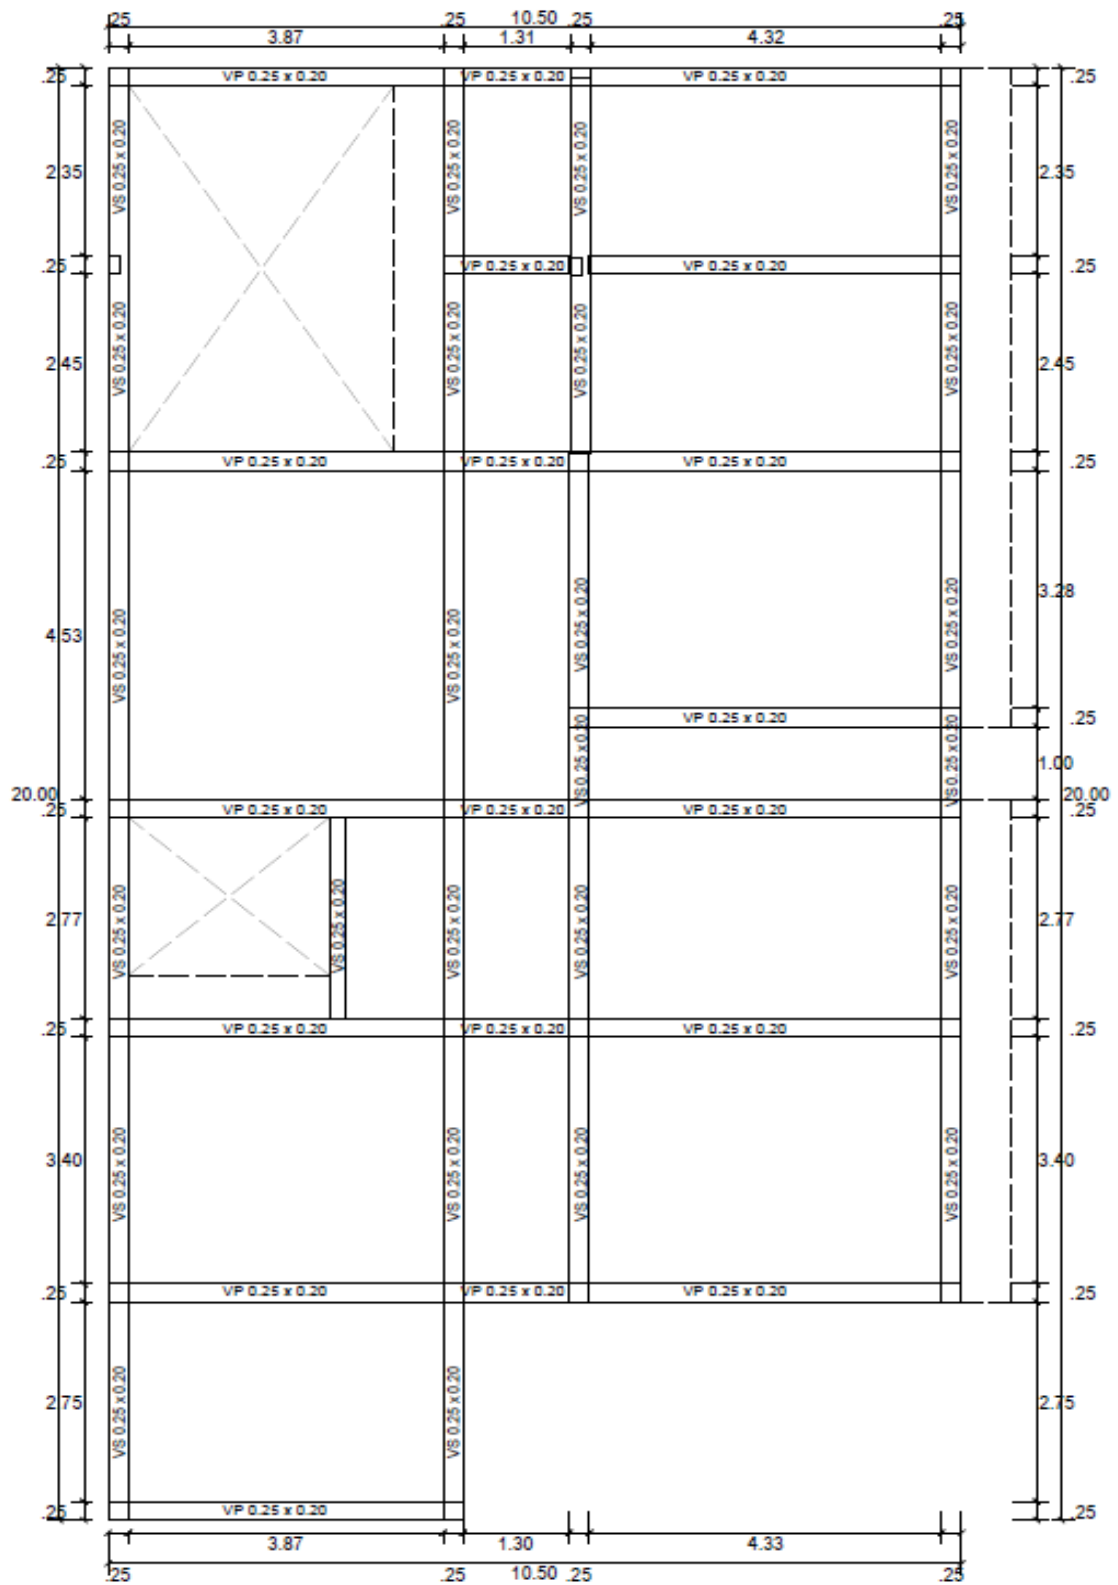 .25 10.50 .25 .25 .25
3.87 1.31 4.32
.25 VP 0.25 x 0.20 VP 0.25 x 0.20 VP 0.25 x 0.20 .25
2.35 VS 0.25 x 0.20 VS 0.25 x 0.20 VS 0.25 x 0.20 VS 0.25 x 0.20 2.35
.25 VP 0.25 x 0.20 VP 0.25 x 0.20 .25
2.45 VS 0.25 x 0.20 VS 0.25 x 0.20 VS 0.25 x 0.20 VS 0.25 x 0.20 2.45
.25 VP 0.25 x 0.20 VP 0.25 x 0.20 VP 0.25 x 0.20 .25
4.53 VS 0.25 x 0.20 VS 0.25 x 0.20 VS 0.25 x 0.20 VS 0.25 x 0.20 3.28
VP 0.25 x 0.20 .25
VS 0.25 x 0.20 VS 0.25 x 0.20 1.00
20.00 20.00
.25 VP 0.25 x 0.20 VP 0.25 x 0.20 VP 0.25 x 0.20 .25
2.77 VS 0.25 x 0.20 VS 0.25 x 0.20 VS 0.25 x 0.20 VS 0.25 x 0.20 VS 0.25 x 0.20 2.77
.25 VP 0.25 x 0.20 VP 0.25 x 0.20 VP 0.25 x 0.20 .25
3.40 VS 0.25 x 0.20 VS 0.25 x 0.20 VS 0.25 x 0.20 VS 0.25 x 0.20 3.40
.25 VP 0.25 x 0.20 VP 0.25 x 0.20 VP 0.25 x 0.20 .25
2.75 VS 0.25 x 0.20 VS 0.25 x 0.20 2.75
.25 VP 0.25 x 0.20 .25
3.87 1.30 4.33
.25 10.50 .25 .25